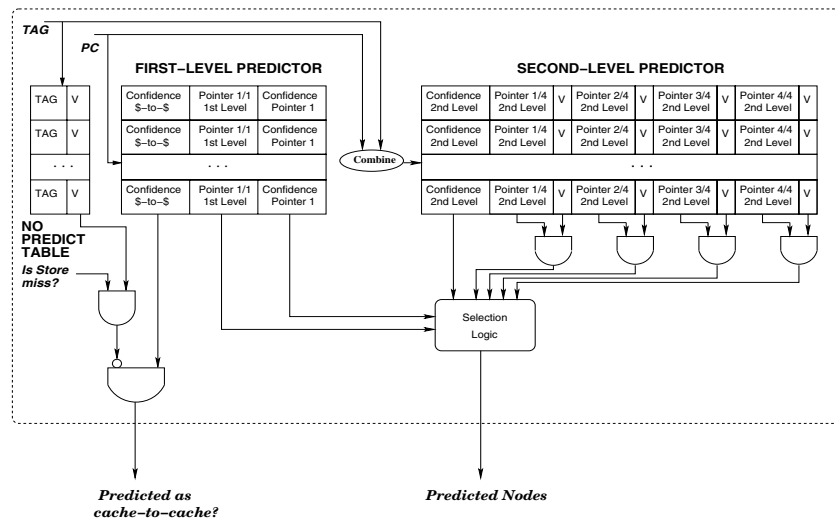 TAG
PC
FIRST–LEVEL PREDICTOR
SECOND–LEVEL PREDICTOR
TAG V
TAG V
. . .
TAG V
Confidence Pointer 1/1 Confidence
$–to–$ 1st Level Pointer 1
Confidence Pointer 1/1 Confidence
$–to–$ 1st Level Pointer 1
. . .
Confidence Pointer 1/1 Confidence
$–to–$ 1st Level Pointer 1
Combine
Confidence Pointer 1/4 V Pointer 2/4 V Pointer 3/4 V Pointer 4/4 V
2nd Level 2nd Level 2nd Level 2nd Level 2nd Level
Confidence Pointer 1/4 V Pointer 2/4 V Pointer 3/4 V Pointer 4/4 V
2nd Level 2nd Level 2nd Level 2nd Level 2nd Level
. . .
Confidence Pointer 1/4 V Pointer 2/4 V Pointer 3/4 V Pointer 4/4 V
2nd Level 2nd Level 2nd Level 2nd Level 2nd Level
NO
PREDICT
TABLE
Is Store
miss?
Selection
Logic
Predicted as
cache–to–cache?
Predicted Nodes